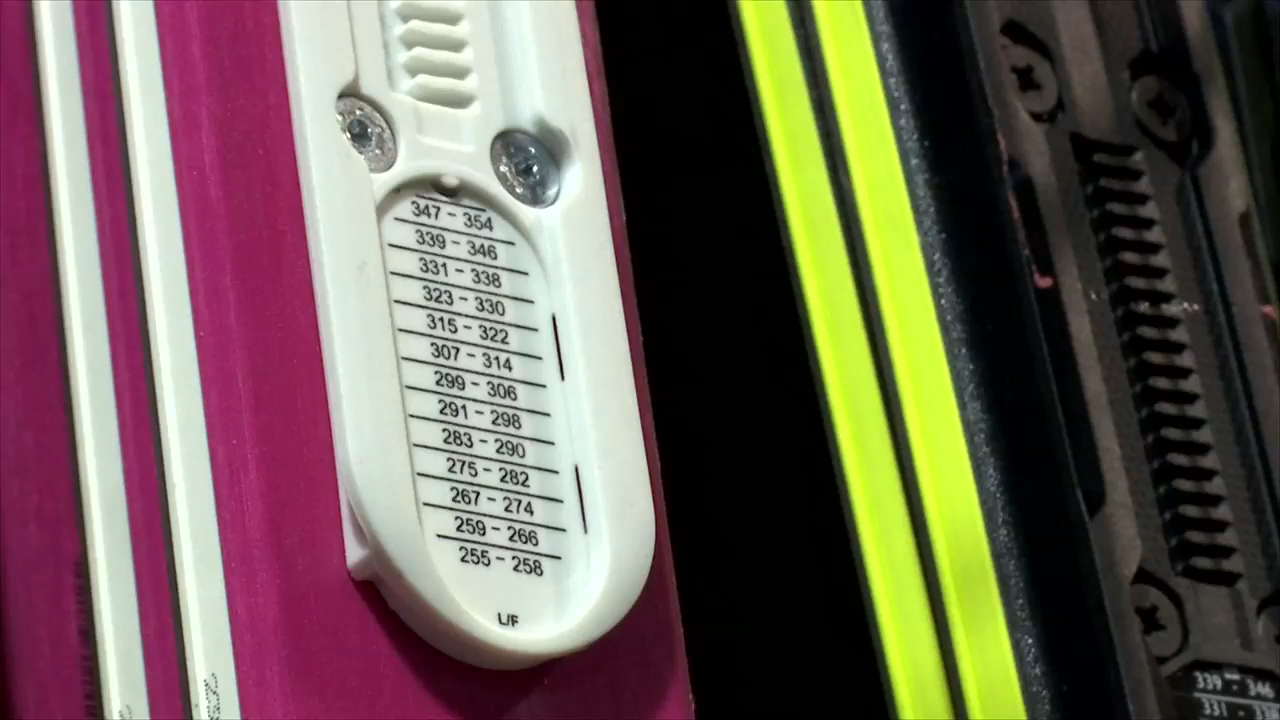 347 - 354
339 - 346
331 - 338
323 - 330
315 - 322
307 - 314
299 - 306
291 - 298
283 - 290
275 - 282
267 - 274
259 - 266
255 - 258
L/F
339 - 346
331 -